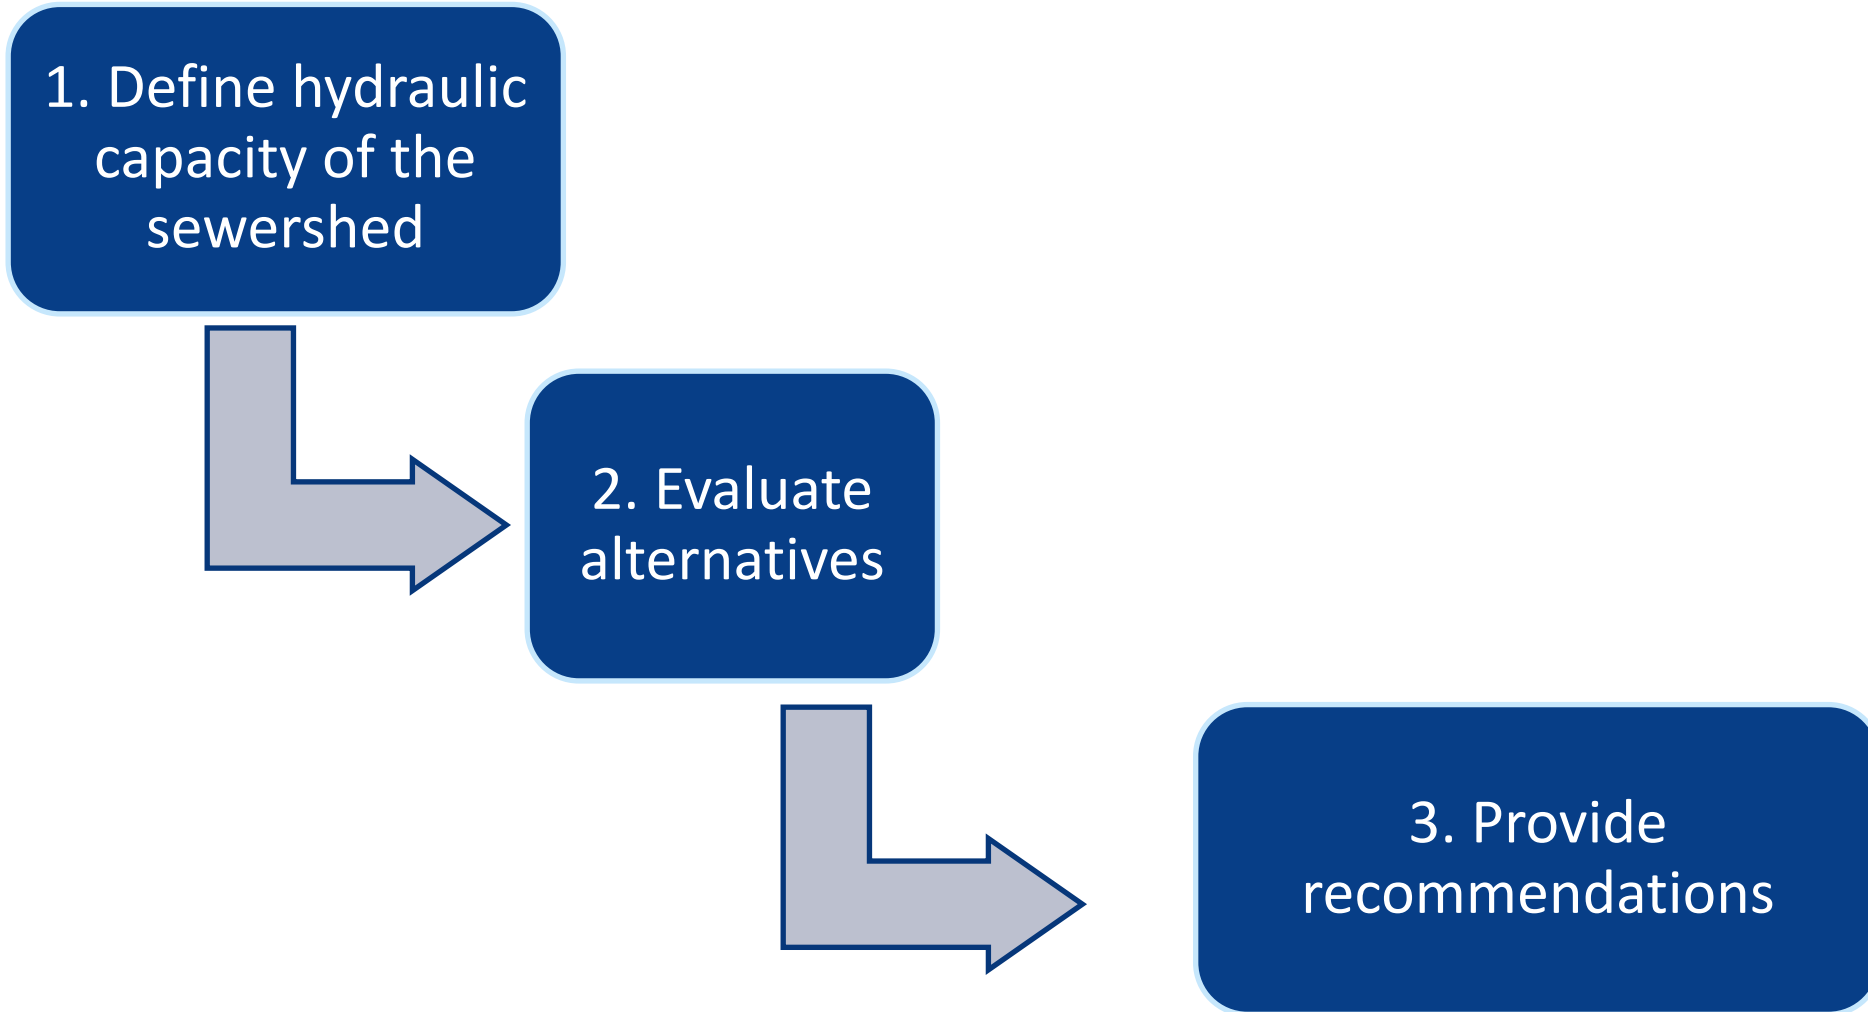 1. Define hydraulic
capacity of the
sewershed
2. Evaluate
alternatives
3. Provide
recommendations